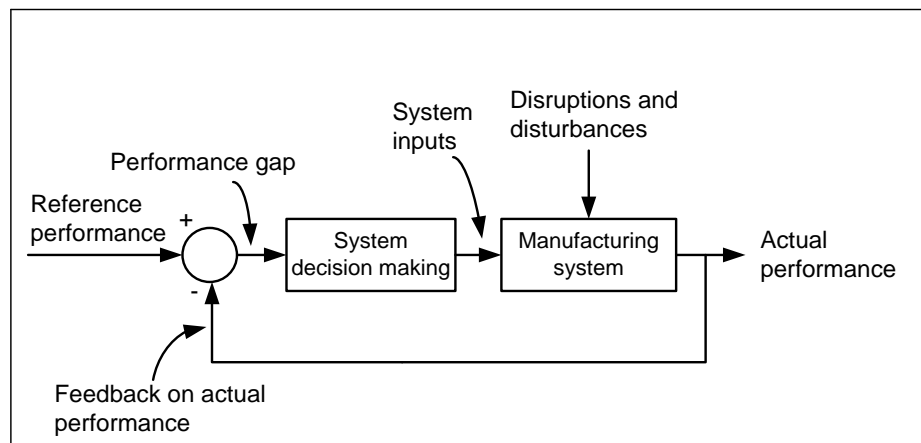 Disruptions and
disturbances
System
inputs
Performance gap
Reference
performance
+
-
System
decision making
Manufacturing
system
Actual
performance
Feedback on actual
performance